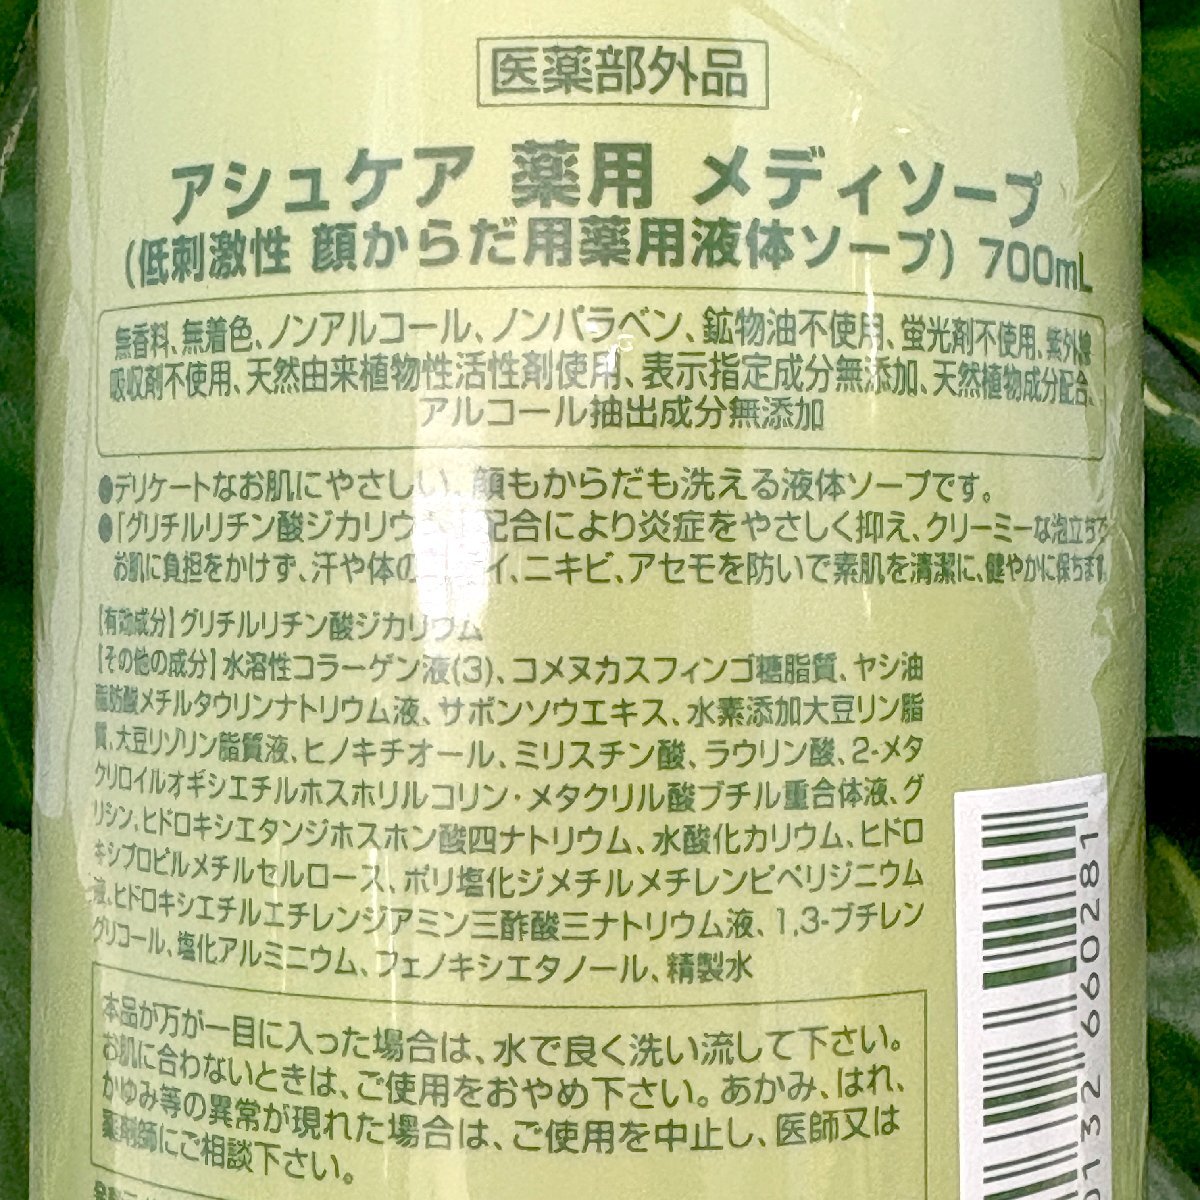 医薬部外品
アシュケア 薬用 メディソープ
(低刺激性 顔からだ用薬用液体ソープ) 700mL
無香料、無着色、ノンアルコール、ノンパラベン、鉱物油不使用、蛍光剤不使用、紫外線
吸収剤不使用、天然由来植物性活性剤使用、表示指定成分無添加、天然植物成分配合、
アルコール抽出成分無添加
●デリケートなお肌にやさしい、顔もからだも洗える液体ソープです。
●「グリチルリチン酸ジカリウ 配合により炎症をやさしく抑え、クリーミーな泡立ちで
お肌に負担をかけず、汗や体の イ、ニキビ、アセモを防いで素肌を清潔に、健やかに保ちます。
【有効成分】グリチルリチン酸ジカリウム
【その他の成分】水溶性コラーゲン液(3)、コメヌカスフィンゴ糖脂質、ヤシ油
脂肪酸メチルタウリンナトリウム液、サボンソウエキス、水素添加大豆リン脂
質、大豆リゾリン脂質液、ヒノキチオール、ミリスチン酸、ラウリン酸、2-メタ
クリロイルオギシエチルホスホリルコリン・メタクリル酸ブチル重合体液、グ
リシン、ヒドロキシエタンジホスホン酸四ナトリウム、水酸化カリウム、ヒドロ
キシプロピルメチルセルロース、ポリ塩化ジメチルメチレンピペリジニウム
液、ヒドロキシエチルエチレンジアミン三酢酸三ナトリウム液、1,3-ブチレン
グリコール、塩化アルミニウム、フェノキシエタノール、精製水
本品が万が一目に入った場合は、水で良く洗い流して下さい。
お肌に合わないときは、ご使用をおやめ下さい。あかみ、はれ、
かゆみ等の異常が現れた場合は、ご使用を中止し、医師又は
薬剤師にご相談下さい。
0132 660281